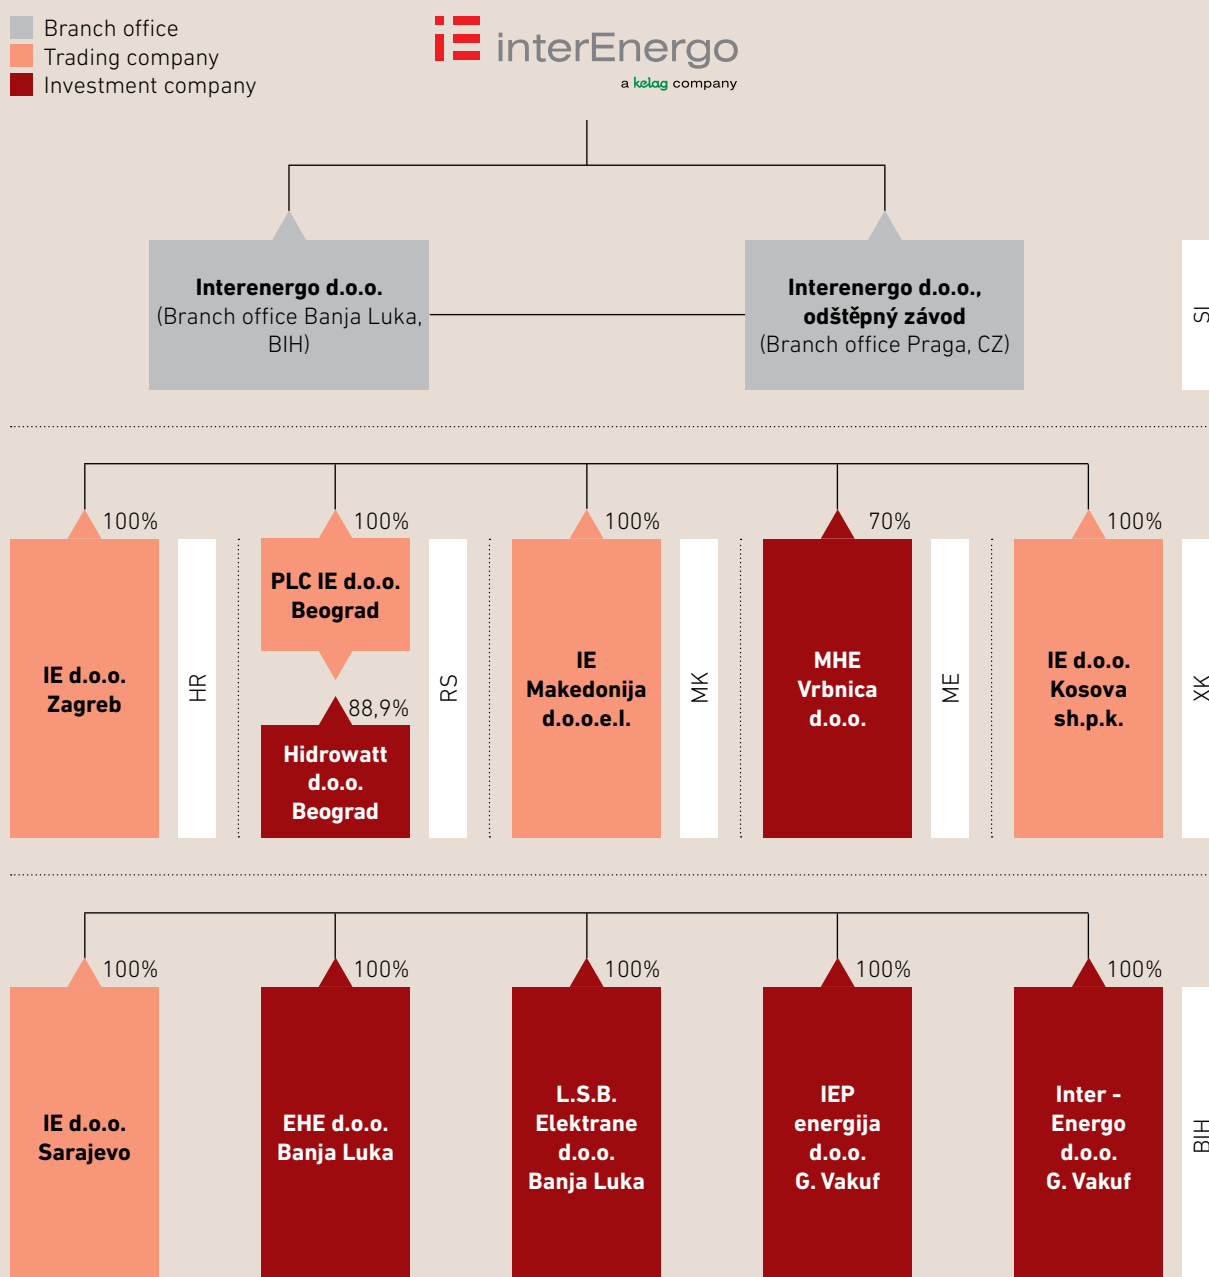 Branch office
Trading company
Investment company
interEnergo
a kelag company
Interenergo d.o.o.
(Branch office Banja Luka,
BIH)
Interenergo d.o.o.,
odštěpný závod
(Branch office Praga, CZ)
SI
100%
IE d.o.o.
Zagreb
HR
100%
PLC IE d.o.o.
Beograd
88,9%
Hidrowatt
d.o.o.
Beograd
RS
100%
IE
Makedonija
d.o.o.e.l.
MK
70%
MHE
Vrbnica
d.o.o.
ME
100%
IE d.o.o.
Kosova
sh.p.k.
XK
100%
IE d.o.o.
Sarajevo
100%
EHE d.o.o.
Banja Luka
100%
L.S.B.
Elektrane
d.o.o.
Banja Luka
100%
IEP
energija
d.o.o.
G. Vakuf
100%
Inter -
Energo
d.o.o.
G. Vakuf
BIH